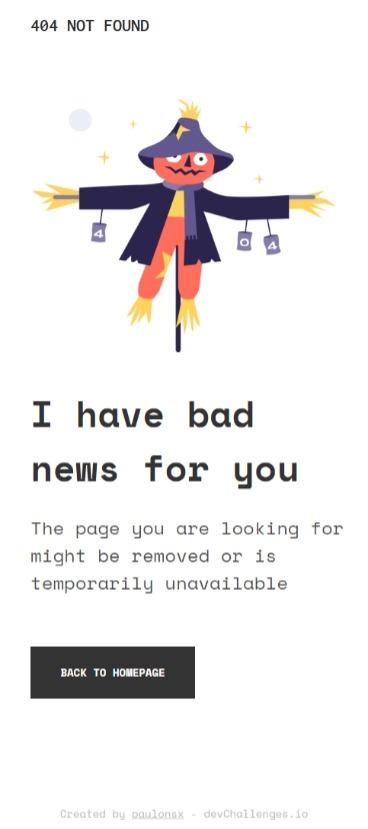 404 NOT FOUND
4
0
4
I have bad
news for you
The page you are looking for
might be removed or is
temporarily unavailable
BACK TO HOMEPAGE
Created by paulonsx - devChallenges.io